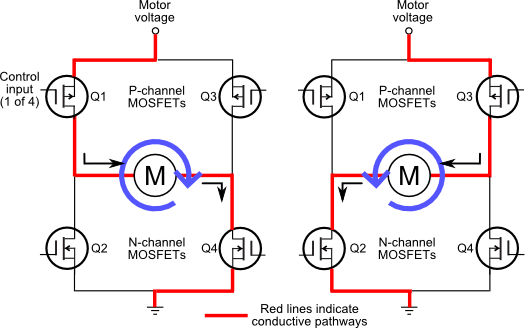 Motor
voltage
Motor
voltage
Control
input
(1 of 4)
Q1
P-channel
MOSFETs
Q3
Q1
P-channel
MOSFETs
Q3
M
M
Q2
N-channel
MOSFETs
Q4
Q2
N-channel
MOSFETs
Q4
Red lines indicate
conductive pathways